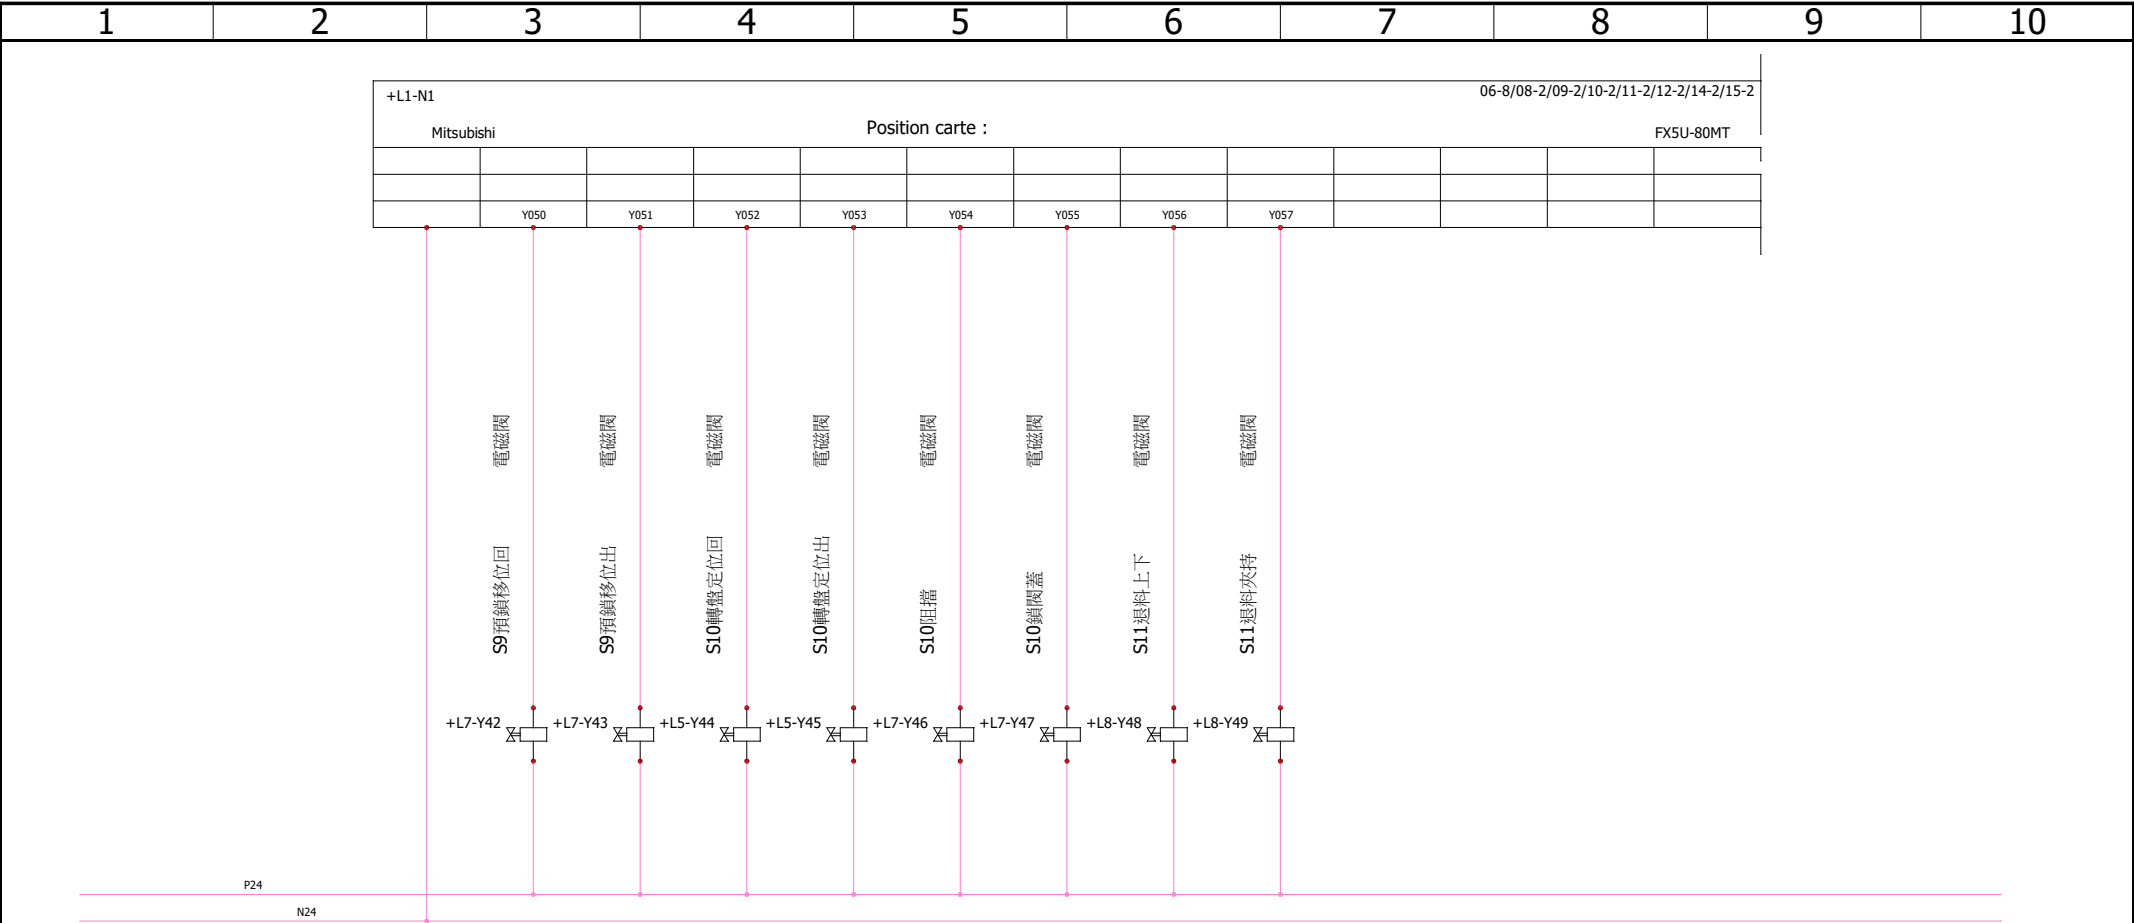 1 2 3 4 5 6 7 8 9 10
+L1-N1 06-8/08-2/09-2/10-2/11-2/12-2/14-2/15-2
Mitsubishi Position carte : FX5U-80MT
Y050 Y051 Y052 Y053 Y054 Y055 Y056 Y057
S9預鎖移位回 電磁閥
S9預鎖移位出 電磁閥
S10轉盤定位回 電磁閥
S10轉盤定位出 電磁閥
S10阻擋 電磁閥
S10鎖閥蓋 電磁閥
S11退料上下 電磁閥
S11退料夾持 電磁閥
+L7-Y42 +L7-Y43 +L5-Y44 +L5-Y45 +L7-Y46 +L7-Y47 +L8-Y48 +L8-Y49
P24
N24